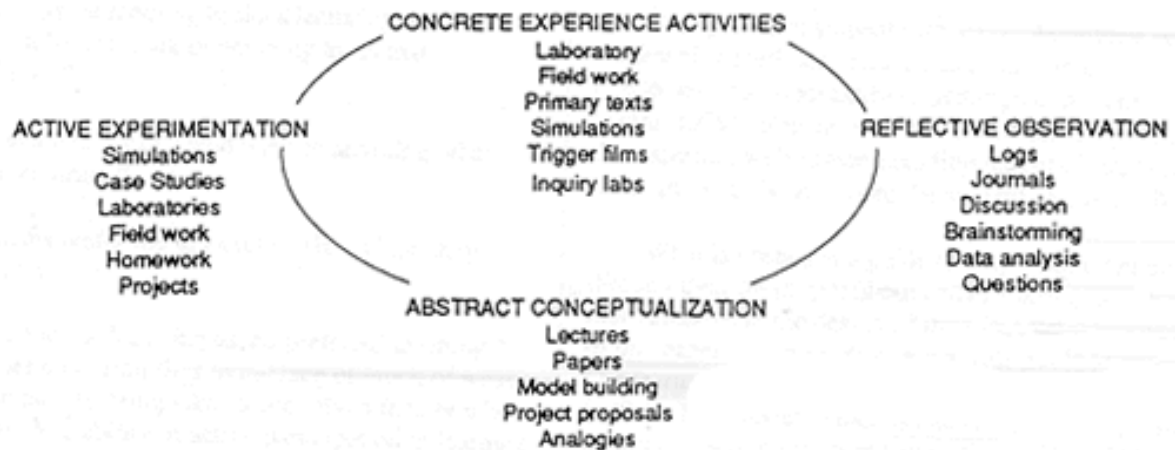 CONCRETE EXPERIENCE ACTIVITIES
Laboratory
Field work
Primary texts
Simulations
Trigger films
Inquiry labs
ACTIVE EXPERIMENTATION
Simulations
Case Studies
Laboratories
Field work
Homework
Projects
REFLECTIVE OBSERVATION
Logs
Journals
Discussion
Brainstorming
Data analysis
Questions
ABSTRACT CONCEPTUALIZATION
Lectures
Papers
Model building
Project proposals
Analogies